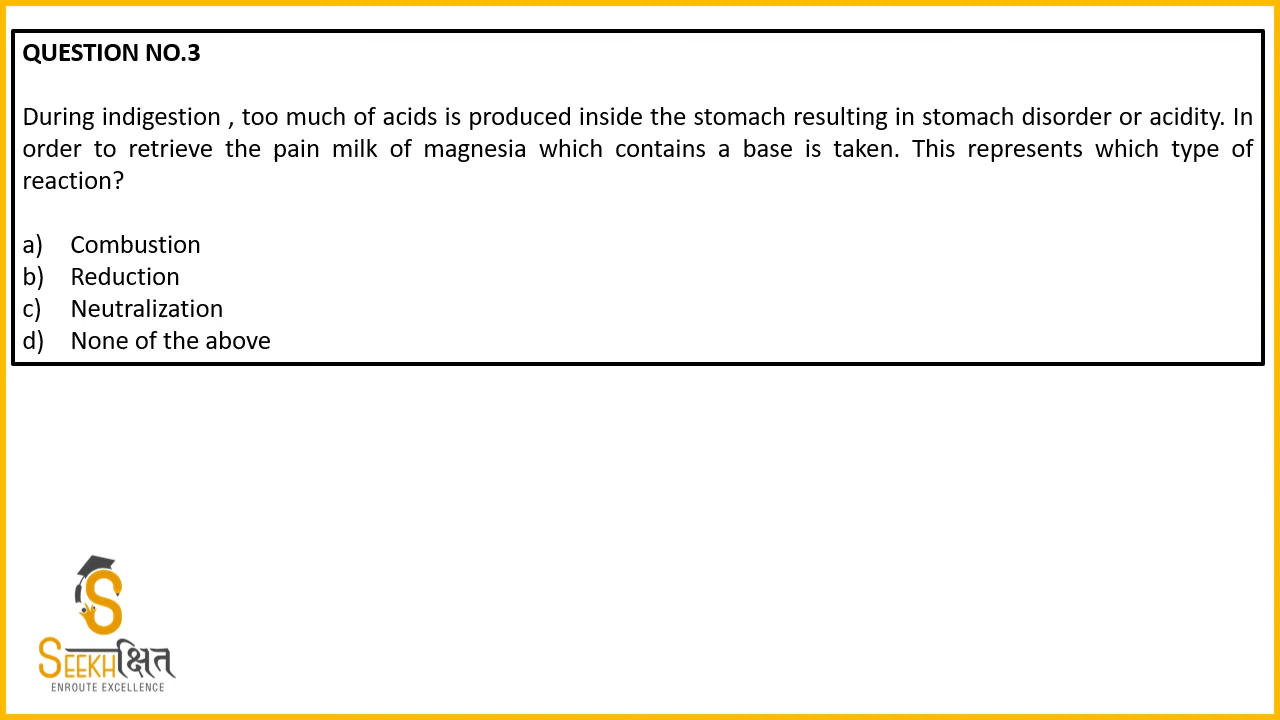 QUESTION NO.3
During indigestion , too much of acids is produced inside the stomach resulting in stomach disorder or acidity. In
order to retrieve the pain milk of magnesia which contains a base is taken. This represents which type of
reaction?
a) Combustion
b) Reduction
c) Neutralization
d) None of the above
S
SEEKHक्षित
ENROUTE EXCELLENCE